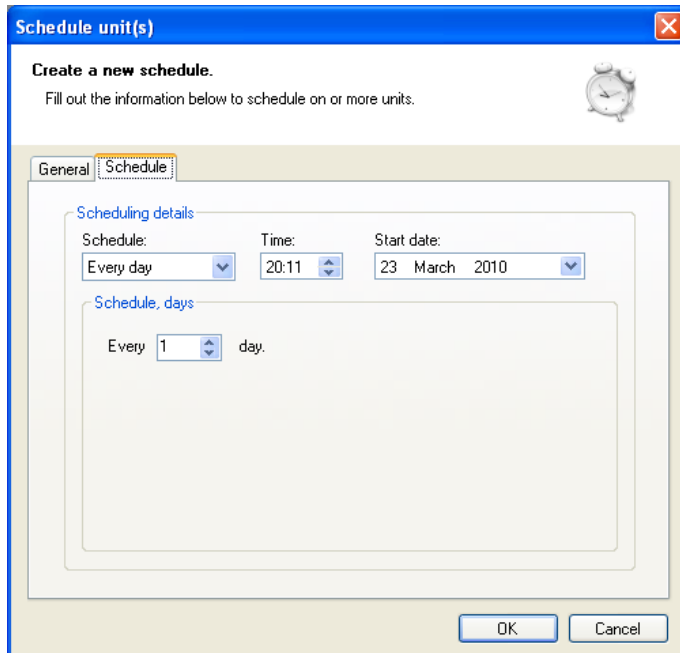 Schedule unit(s)
Create a new schedule.
Fill out the information below to schedule on or more units.
General Schedule
Scheduling details
Schedule: Time: Start date:
Every day 20:11 23 March 2010
Schedule, days
Every 1 day.
OK Cancel